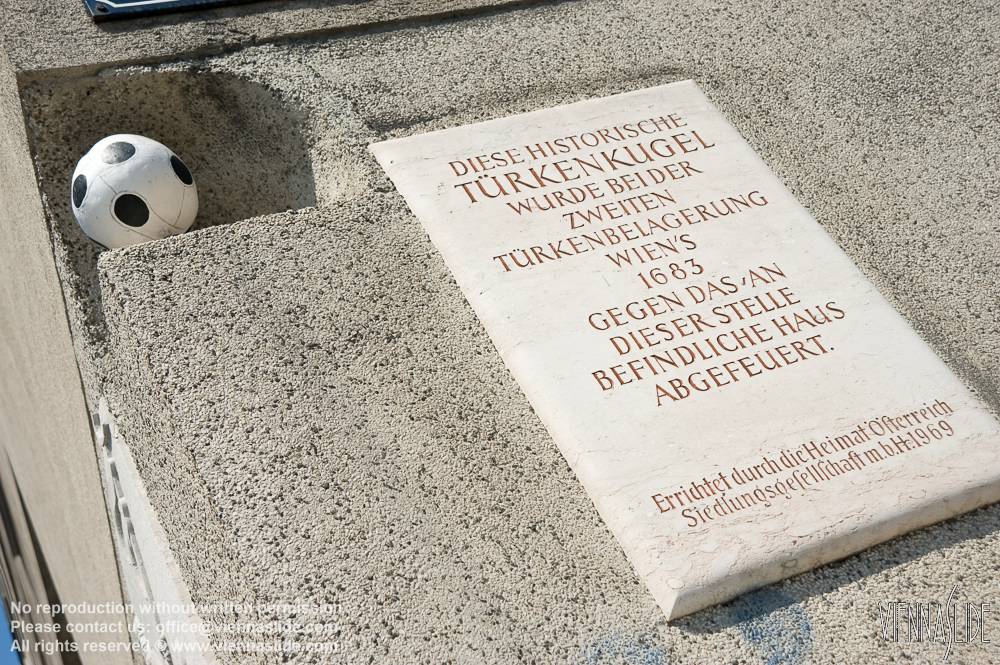 DIESE HISTORISCHE
TÜRKENKUGEL
WURDE BEI DER
ZWEITEN
TÜRKENBELAGERUNG
WIEN'S
1683
GEGEN DAS, AN
DIESER STELLE
BEFINDLICHE HAUS
ABGEFEUERT.
Errichtet durch die Heimat Österreich
Siedlungsgesellschaft m.b.H. 1969
No reproduction without written permission
Please contact us: office@viennaslide.com
All rights reserved © www.viennaslide.com
VIENNASLIDE